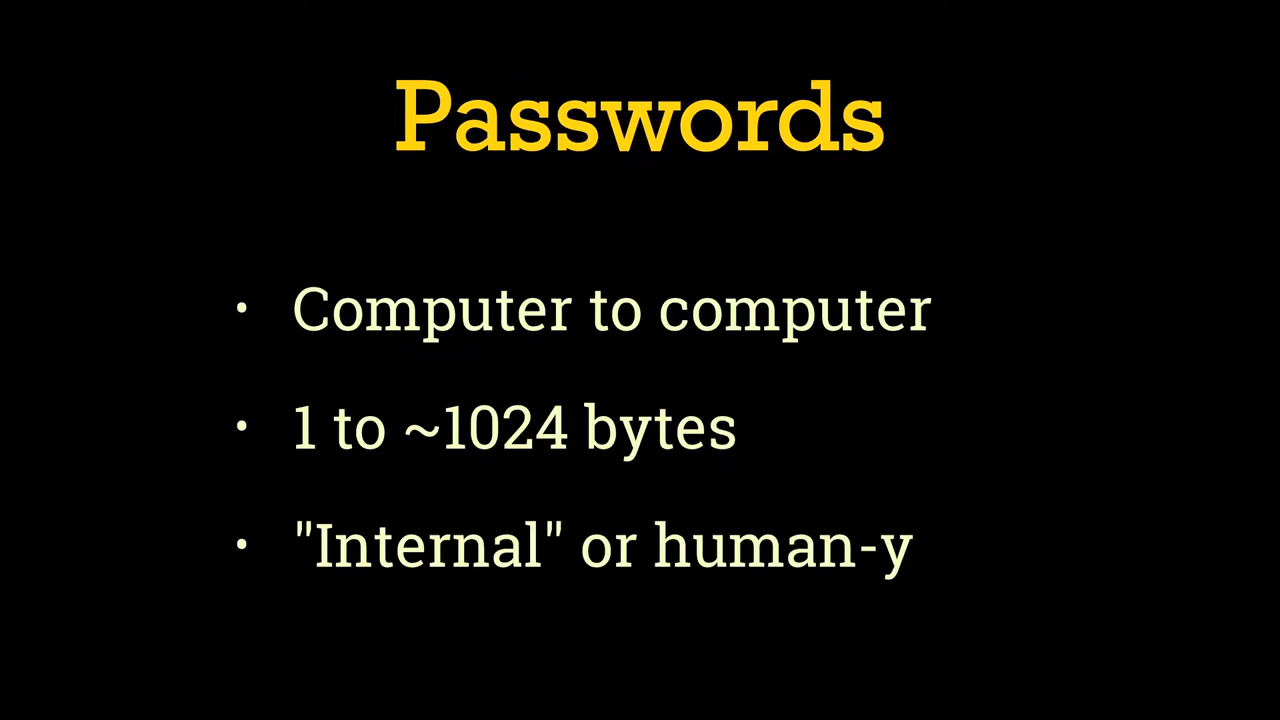 Passwords
• Computer to computer
• 1 to ~1024 bytes
• "Internal" or human-y